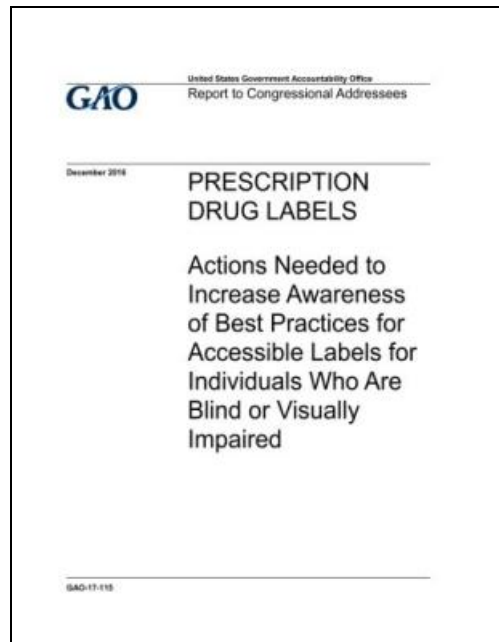 United States Government Accountability Office
GAO
Report to Congressional Addressees
December 2016
PRESCRIPTION
DRUG LABELS
Actions Needed to
Increase Awareness
of Best Practices for
Accessible Labels for
Individuals Who Are
Blind or Visually
Impaired
GAO-17-115